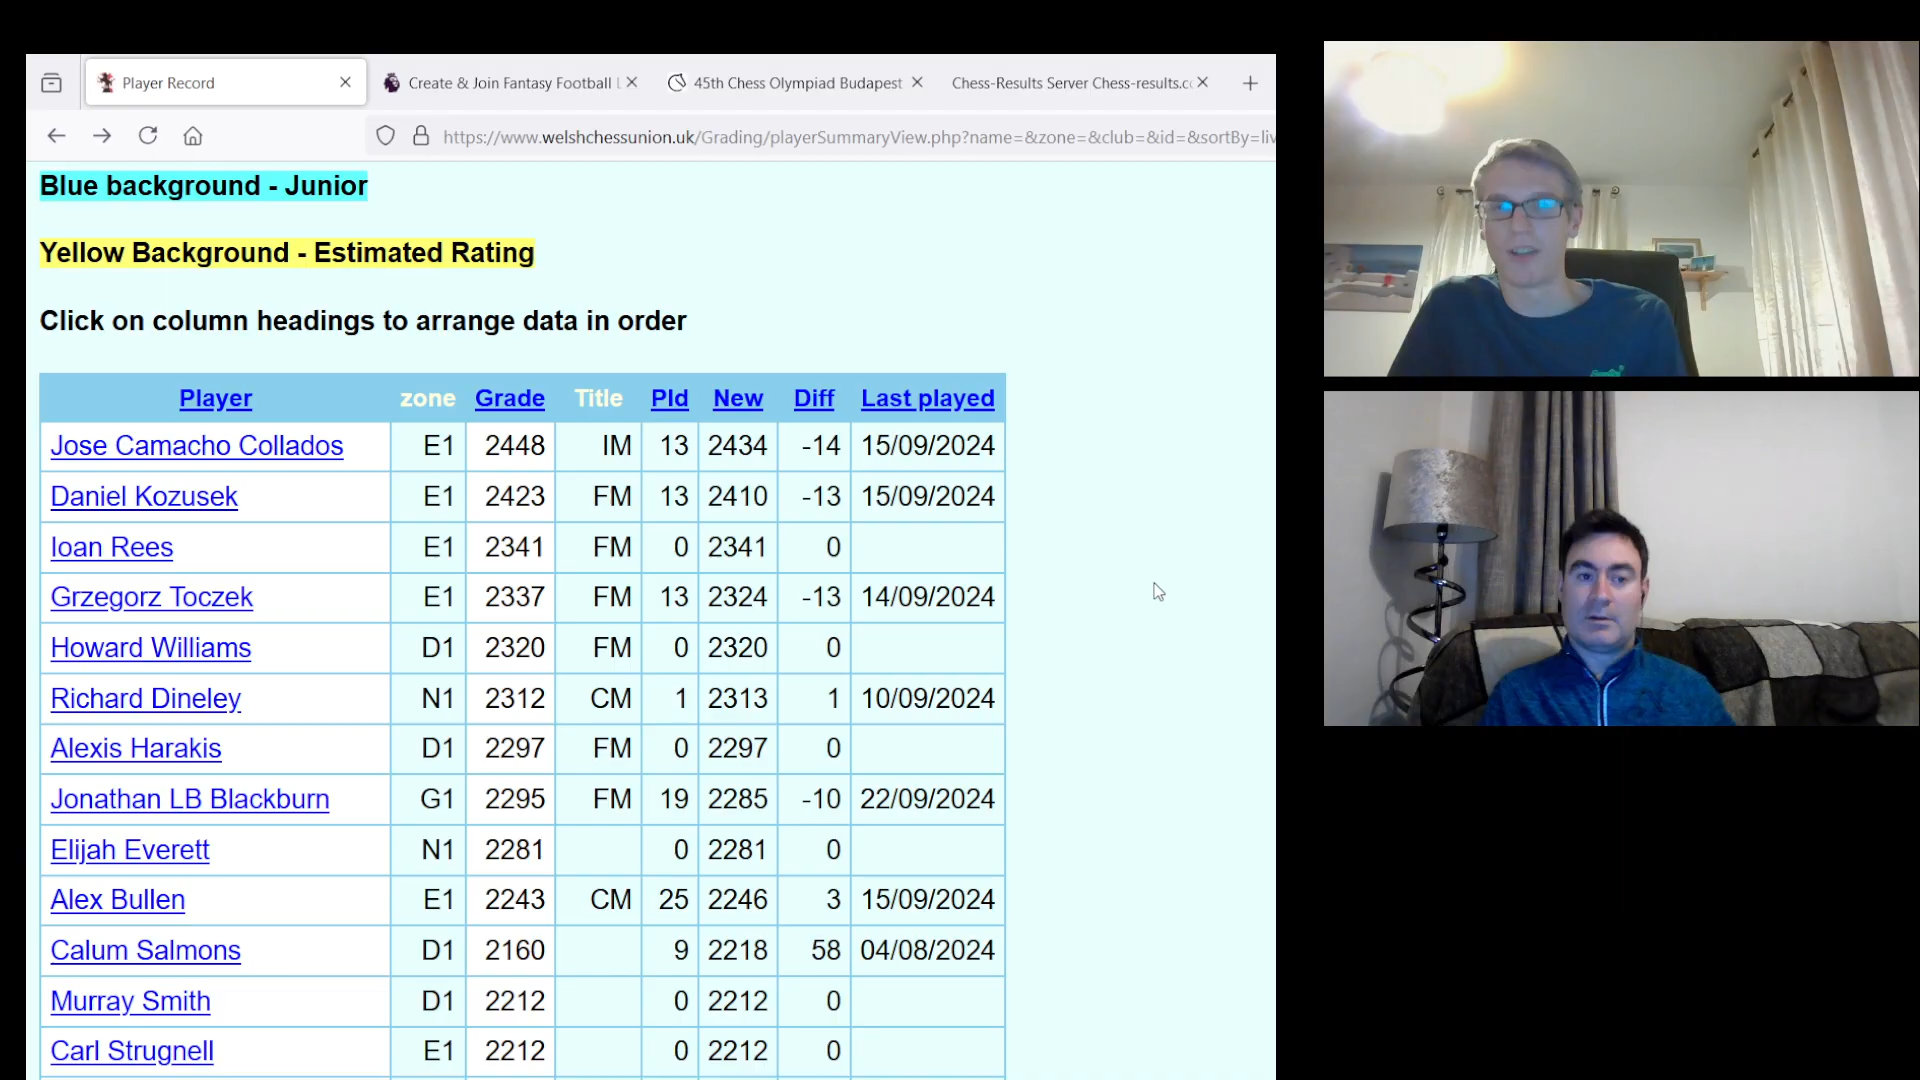 Player Record
Create & Join Fantasy Football
45th Chess Olympiad Budapest
Chess-Results Server Chess-results.c
https://www.welshchessunion.uk/Grading/playerSummaryView.php?name=&zone=&club=&id=&sortBy=liv
Blue background - Junior
Yellow Background - Estimated Rating
Click on column headings to arrange data in order
Player zone Grade Title Pld New Diff Last played
Jose Camacho Collados E1 2448 IM 13 2434 -14 15/09/2024
Daniel Kozusek E1 2423 FM 13 2410 -13 15/09/2024
Ioan Rees E1 2341 FM 0 2341 0
Grzegorz Toczek E1 2337 FM 13 2324 -13 14/09/2024
Howard Williams D1 2320 FM 0 2320 0
Richard Dineley N1 2312 CM 1 2313 1 10/09/2024
Alexis Harakis D1 2297 FM 0 2297 0
Jonathan LB Blackburn G1 2295 FM 19 2285 -10 22/09/2024
Elijah Everett N1 2281 0 2281 0
Alex Bullen E1 2243 CM 25 2246 3 15/09/2024
Calum Salmons D1 2160 9 2218 58 04/08/2024
Murray Smith D1 2212 0 2212 0
Carl Strugnell E1 2212 0 2212 0